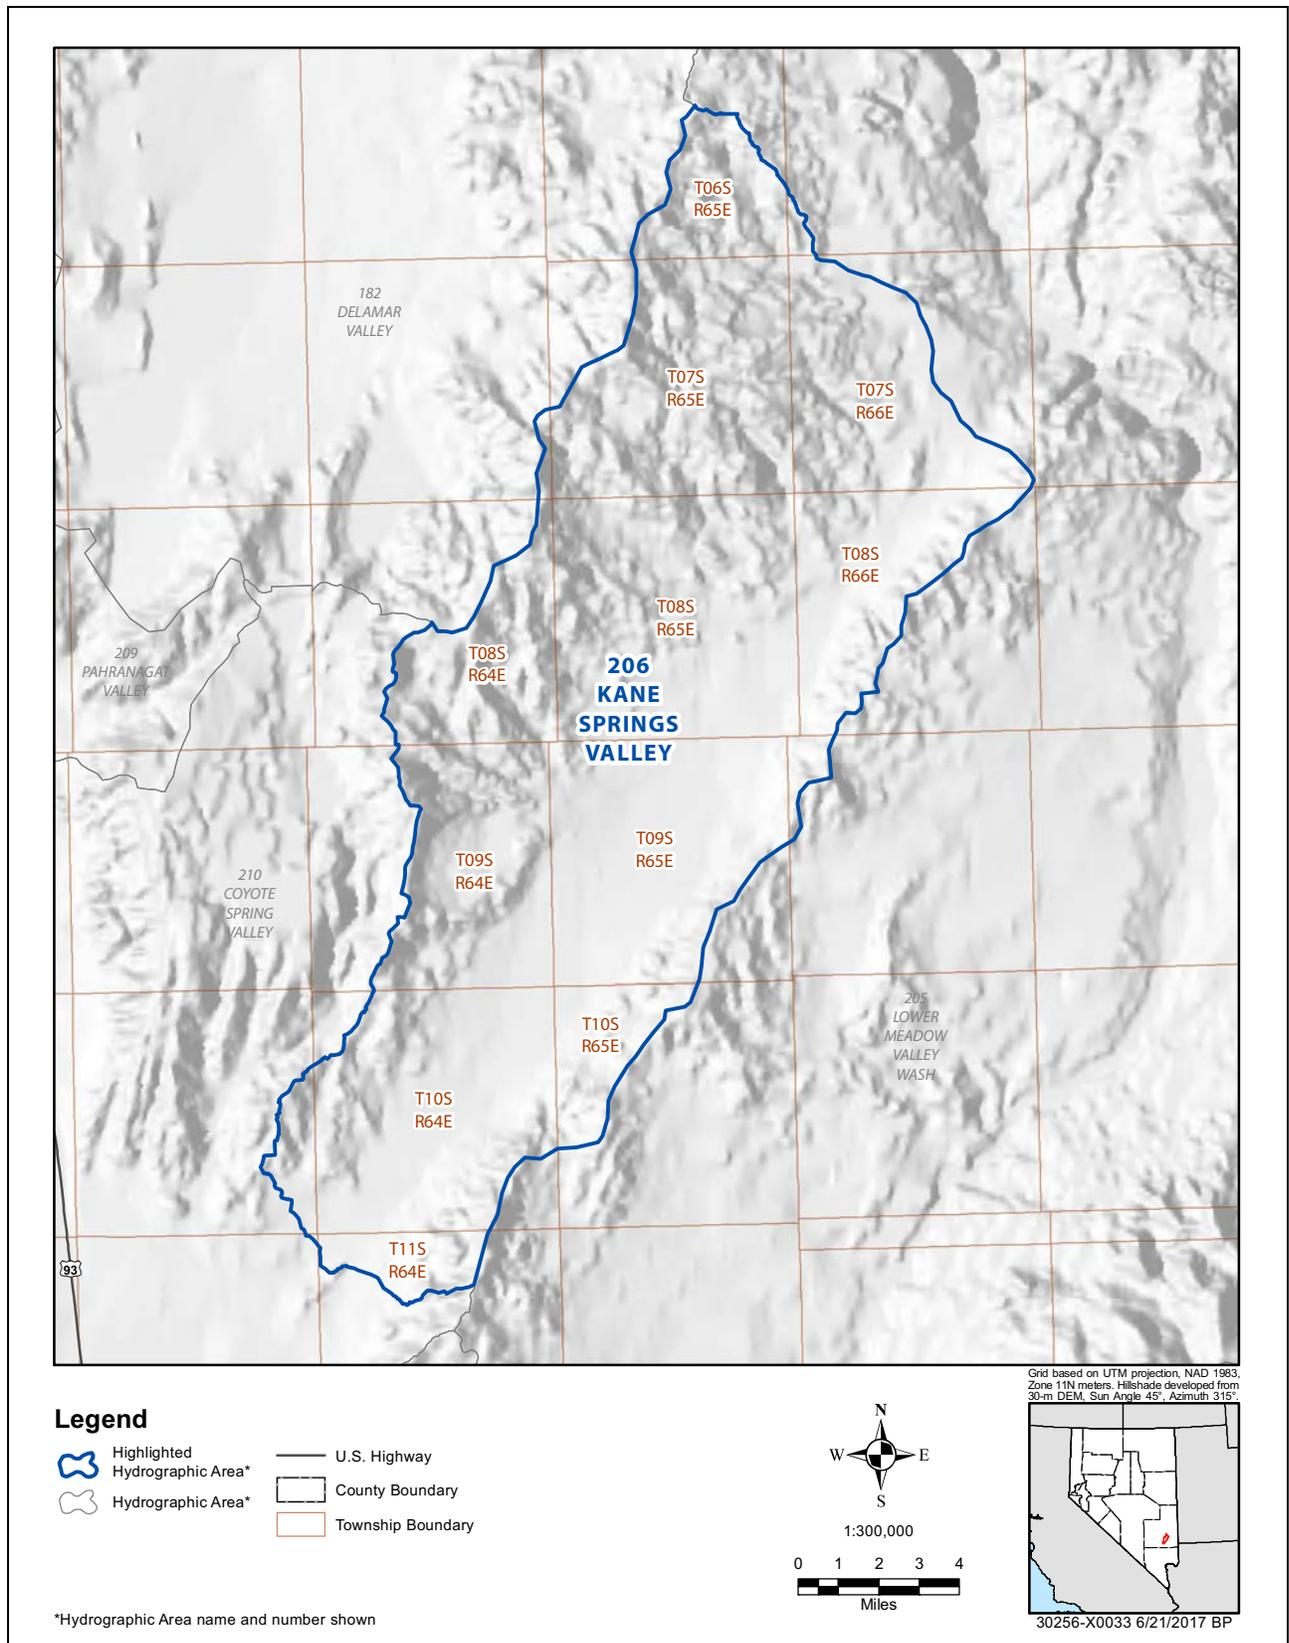 T06S
R65E
182
DELAMAR
VALLEY
T07S
R65E
T07S
R66E
T08S
R66E
T08S
R65E
T08S
R64E
209
PAHRANAGAT
VALLEY
206
KANE
SPRINGS
VALLEY
T09S
R65E
T09S
R64E
210
COYOTE
SPRING
VALLEY
205
LOWER
MEADOW
VALLEY
WASH
T10S
R65E
T10S
R64E
T11S
R64E
93
Grid based on UTM projection, NAD 1983,
Zone 11N meters. Hillshade developed from
30-m DEM, Sun Angle 45°, Azimuth 315°.
Legend
Highlighted
Hydrographic Area*
Hydrographic Area*
U.S. Highway
County Boundary
Township Boundary
N
W E
S
1:300,000
0 1 2 3 4
Miles
*Hydrographic Area name and number shown
30256-X0033 6/21/2017 BP